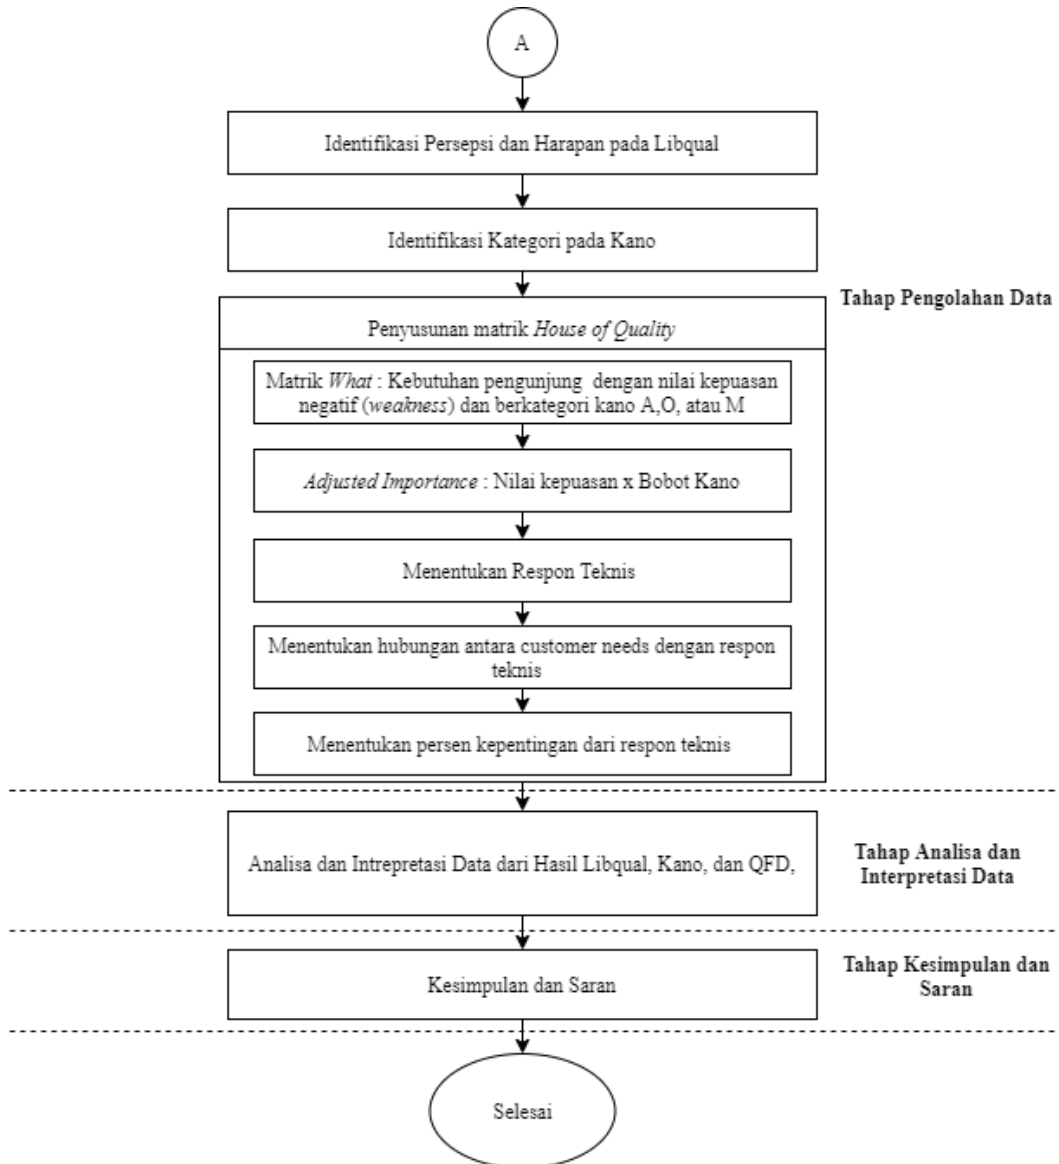 A
Identifikasi Persepsi dan Harapan pada Libqual
Identifikasi Kategori pada Kano
Tahap Pengolahan Data
Penyusunan matrik House of Quality
Matrik What : Kebutuhan pengunjung dengan nilai kepuasan
negatif (weakness) dan berkategori kano A,O, atau M
Adjusted Importance : Nilai kepuasan x Bobot Kano
Menentukan Respon Teknis
Menentukan hubungan antara customer needs dengan respon
teknis
Menentukan persen kepentingan dari respon teknis
Analisa dan Intrepretasi Data dari Hasil Libqual, Kano, dan QFD,
Tahap Analisa dan
Interpretasi Data
Kesimpulan dan Saran
Tahap Kesimpulan dan
Saran
Selesai